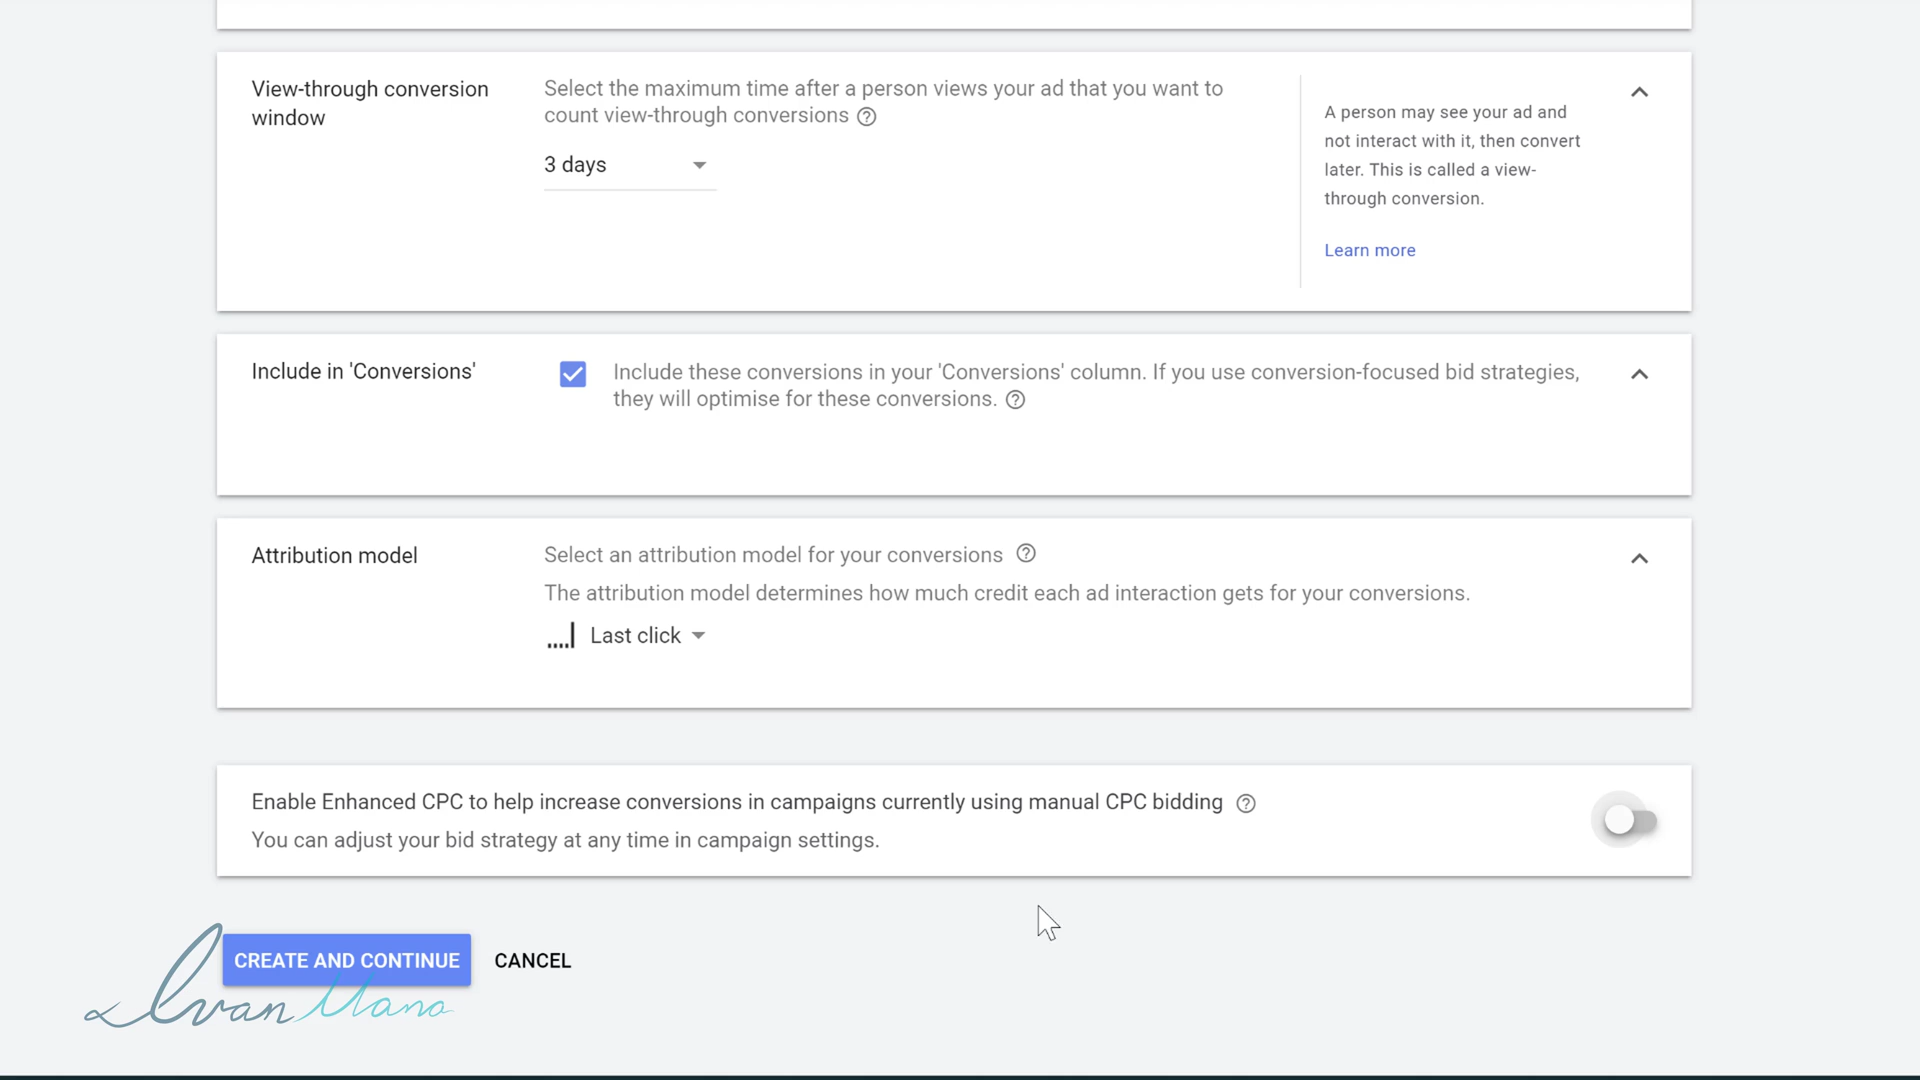 View-through conversion
window
Select the maximum time after a person views your ad that you want to
count view-through conversions
3 days
A person may see your ad and
not interact with it, then convert
later. This is called a view-
through conversion.
Learn more
Include in 'Conversions'
Include these conversions in your 'Conversions' column. If you use conversion-focused bid strategies,
they will optimise for these conversions.
Attribution model
Select an attribution model for your conversions
The attribution model determines how much credit each ad interaction gets for your conversions.
Last click
Enable Enhanced CPC to help increase conversions in campaigns currently using manual CPC bidding
You can adjust your bid strategy at any time in campaign settings.
CREATE AND CONTINUE CANCEL
Ivan Mana